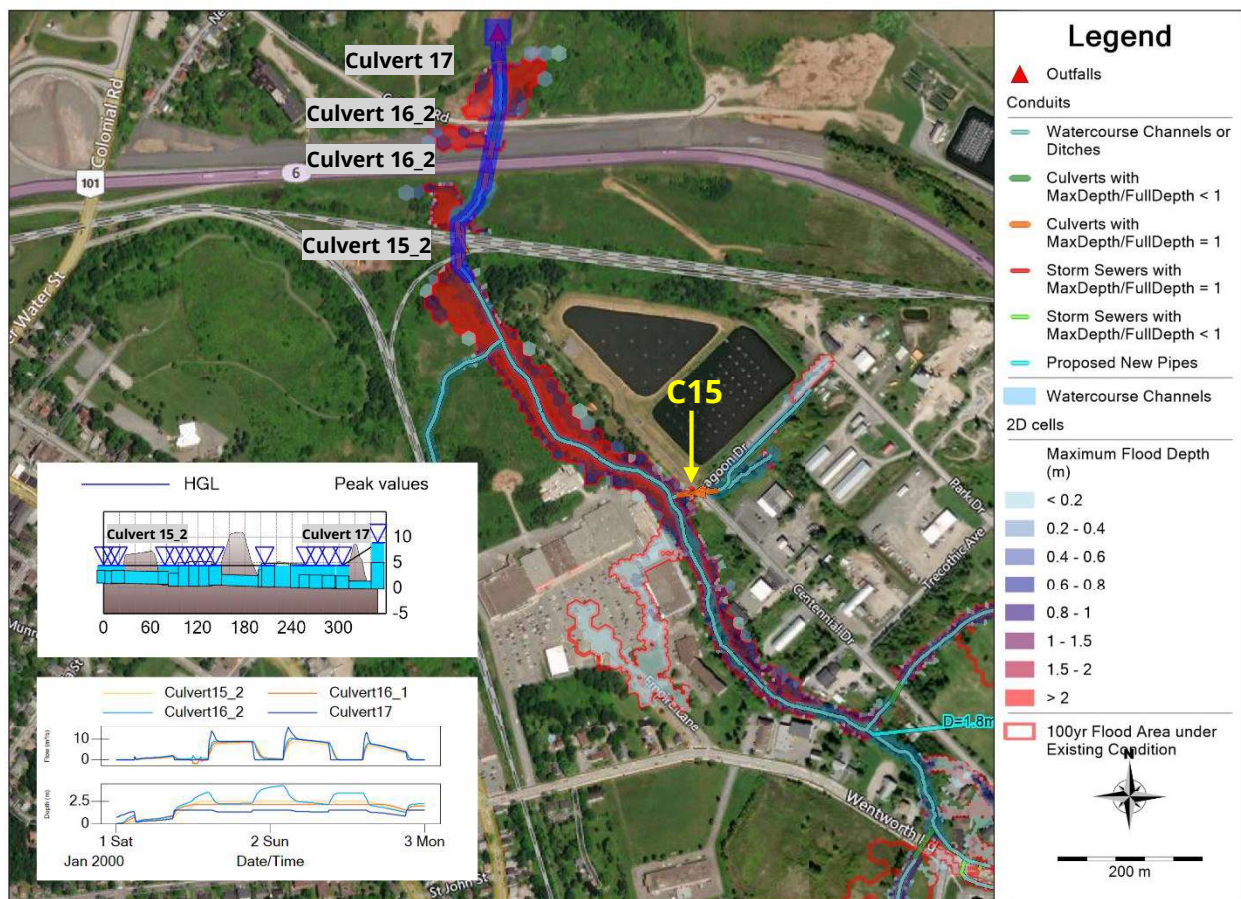 Culvert 17
Culvert 16_2
Rd
Culvert 16_2
Colonial Rd
101
6
Culvert 15_2
Water St
C15
Lagoon Dr
Park Dr
Trecothic Ave
Centennial Dr
D=1.8m
Lane
Wentworth
St John St
HGL
Peak values
Culvert 15_2
Culvert 17
10
5
0
-5
0 60 120 180 240 300
Culvert15_2
Culvert16_1
Culvert16_2
Culvert17
Flow (m³/s)
10
0
Depth (m)
2.5
0
1 Sat
2 Sun
3 Mon
Jan 2000
Date/Time
Legend
Outfalls
Conduits
Watercourse Channels or
Ditches
Culverts with
MaxDepth/FullDepth < 1
Culverts with
MaxDepth/FullDepth = 1
Storm Sewers with
MaxDepth/FullDepth = 1
Storm Sewers with
MaxDepth/FullDepth < 1
Proposed New Pipes
Watercourse Channels
2D cells
Maximum Flood Depth
(m)
< 0.2
0.2 - 0.4
0.4 - 0.6
0.6 - 0.8
0.8 - 1
1 - 1.5
1.5 - 2
> 2
100yr Flood Area under
Existing Condition
N
200 m